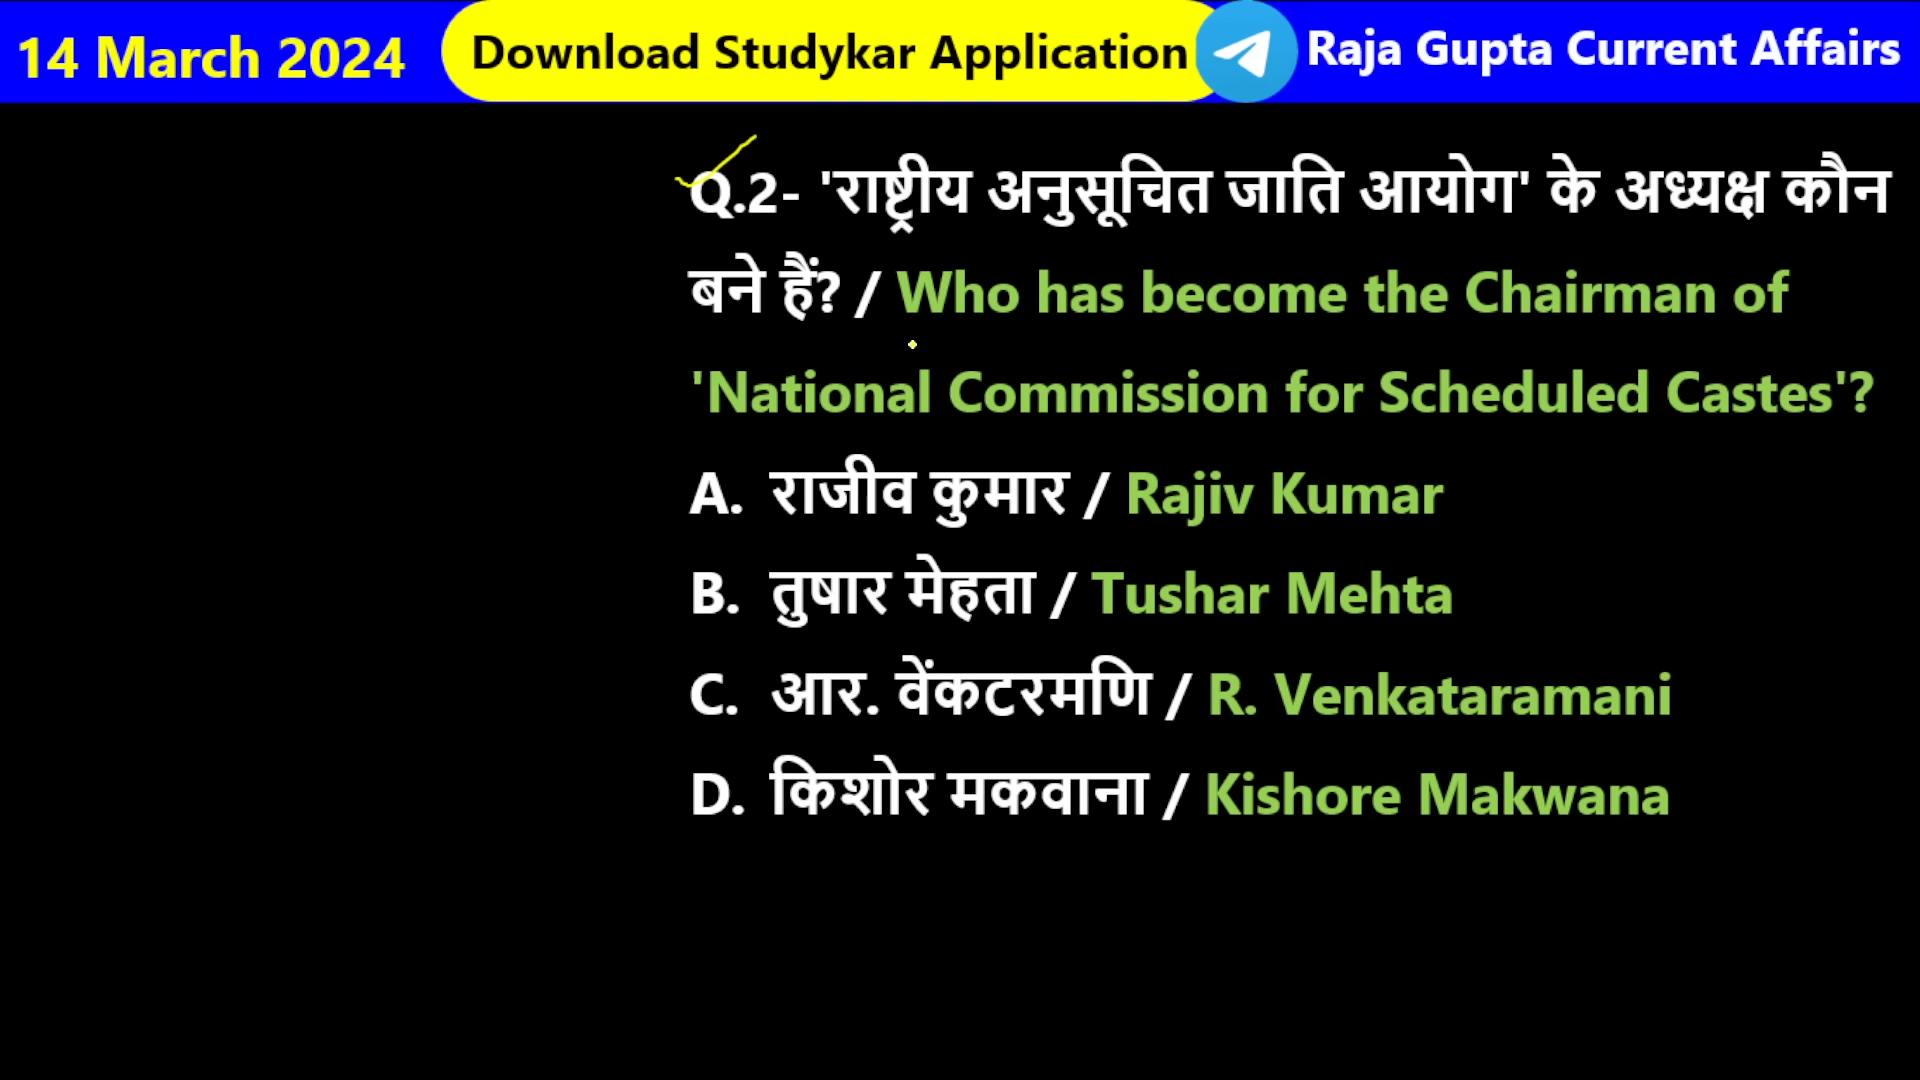 14 March 2024 Download Studykar Application Raja Gupta Current Affairs
Q.2- 'राष्ट्रीय अनुसूचित जाति आयोग' के अध्यक्ष कौन
बने हैं? / Who has become the Chairman of
'National Commission for Scheduled Castes'?
A. राजीव कुमार / Rajiv Kumar
B. तुषार मेहता / Tushar Mehta
C. आर. वेंकटरमणि / R. Venkataramani
D. किशोर मकवाना / Kishore Makwana